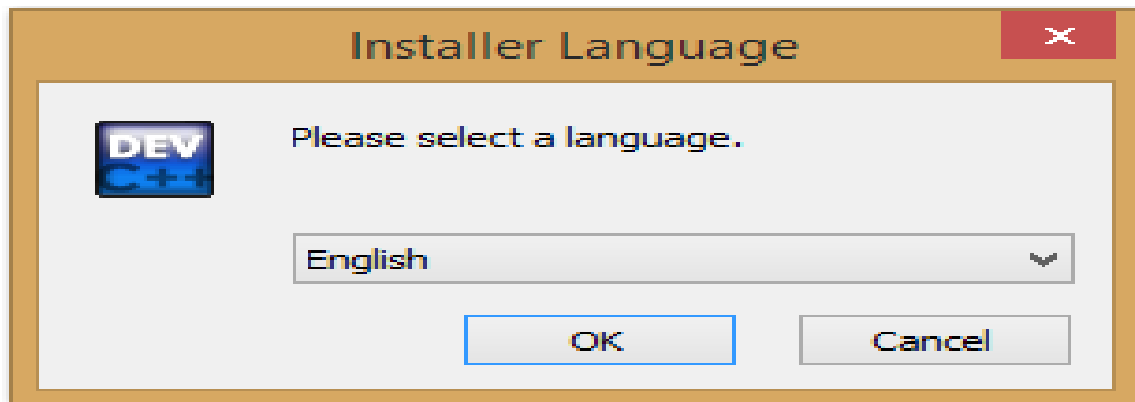 Installer Language
DEV
C++
Please select a language.
English
OK
Cancel